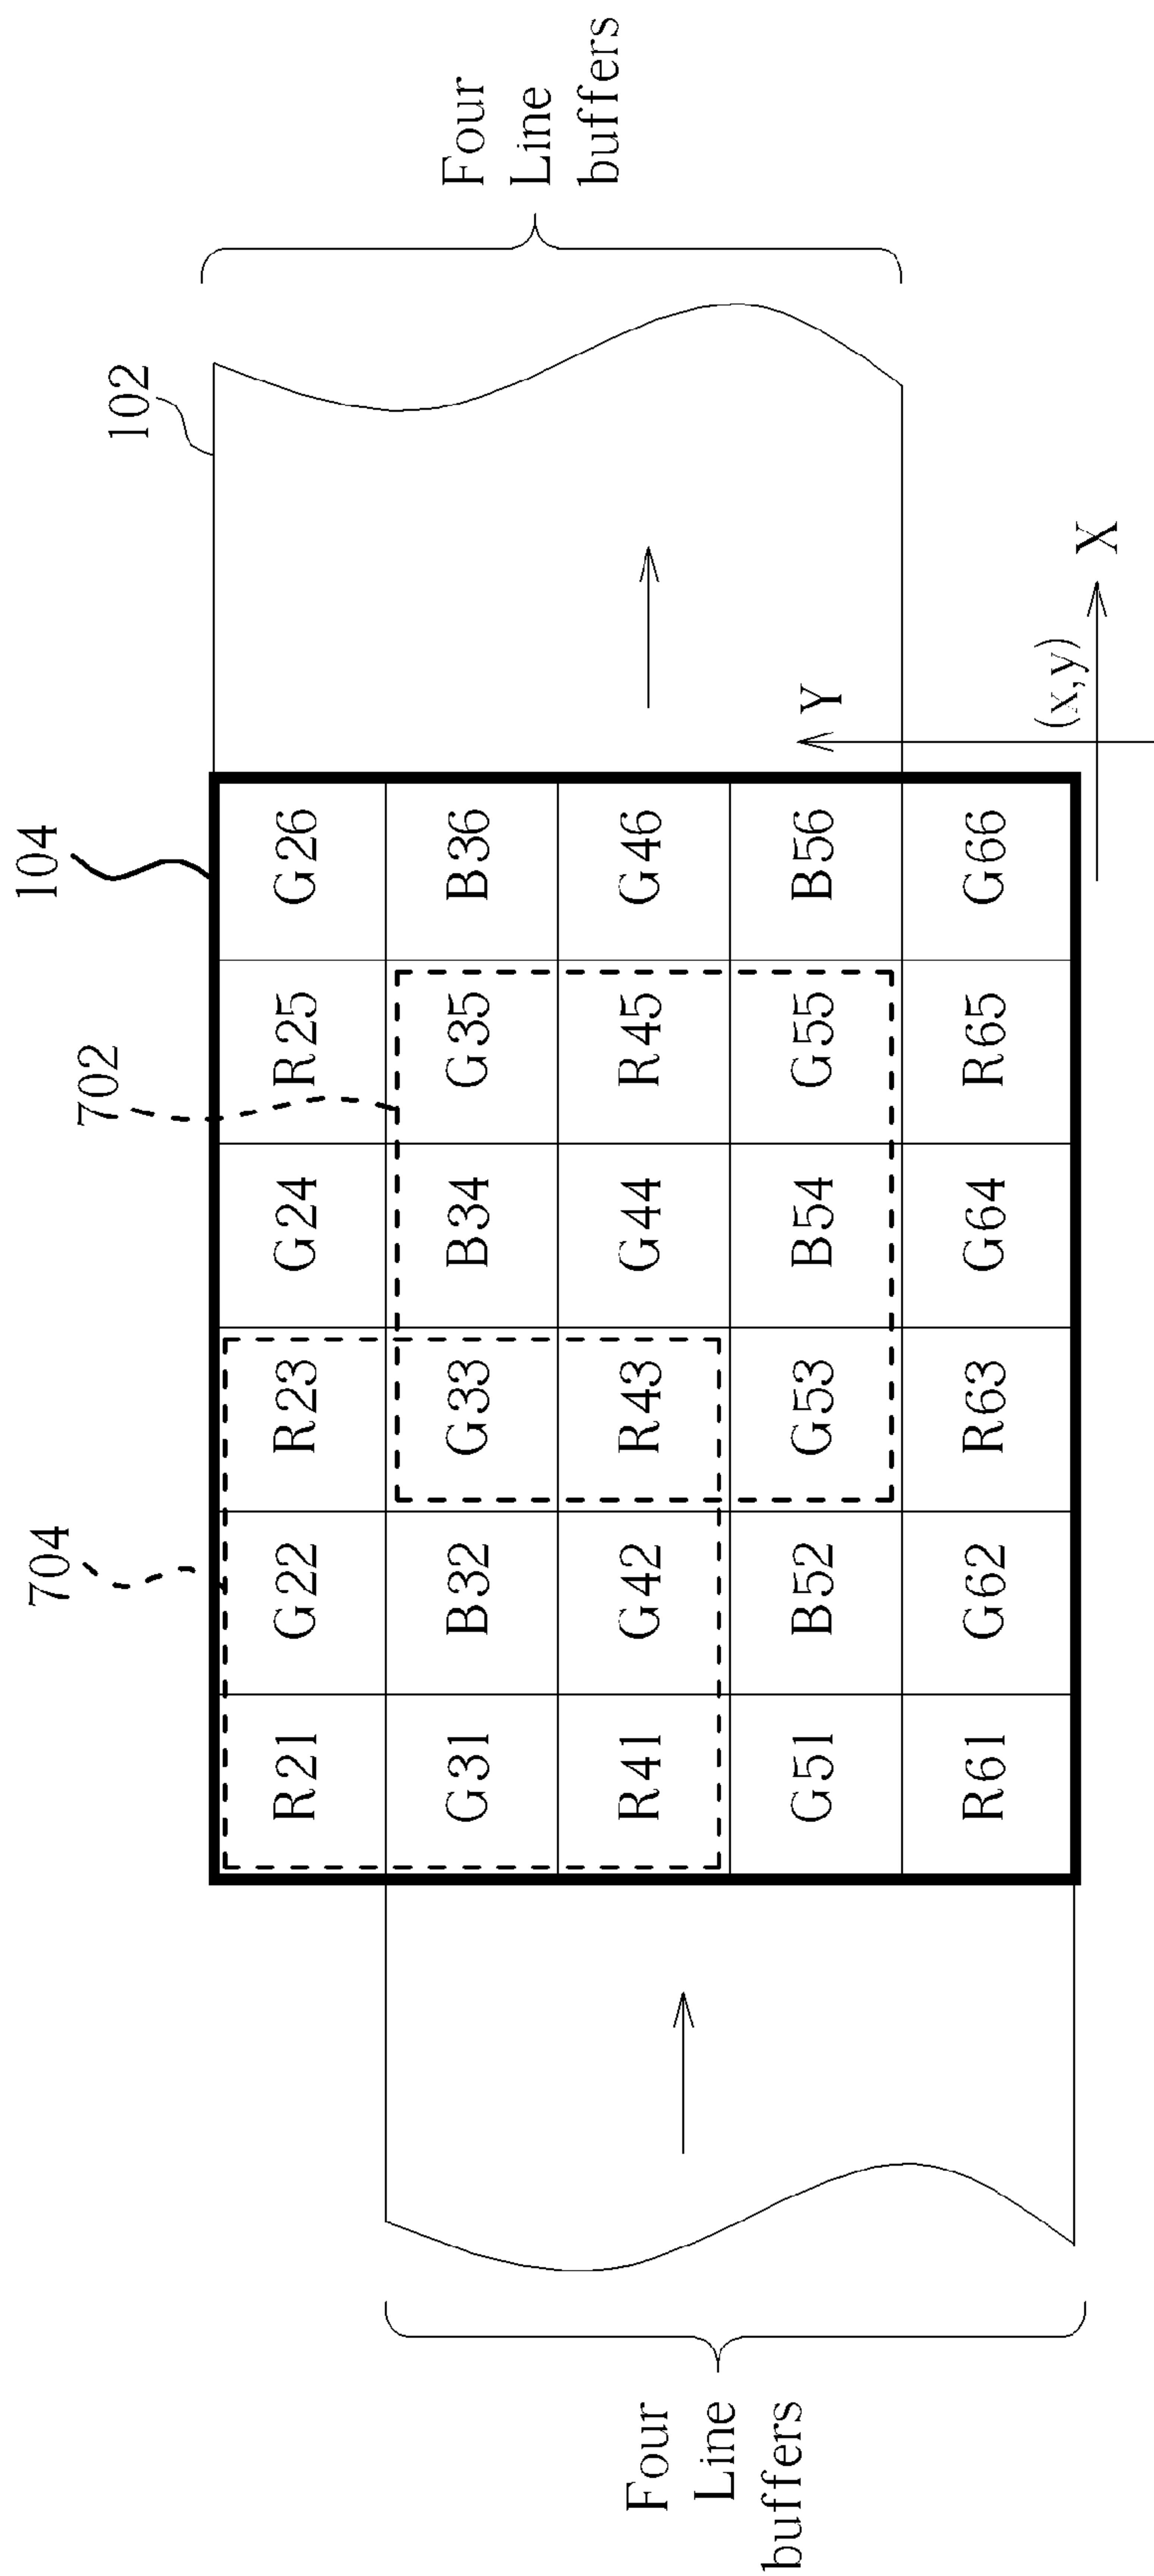 104
102
704
702
Four
Line
buffers
R21 G22 R23 G24 R25 G26
G31 B32 G33 B34 G35 B36
R41 G42 R43 G44 R45 G46
G51 B52 G53 B54 G55 B56
R61 G62 R63 G64 R65 G66
Four
Line
buffers
Y
(x,y)
X